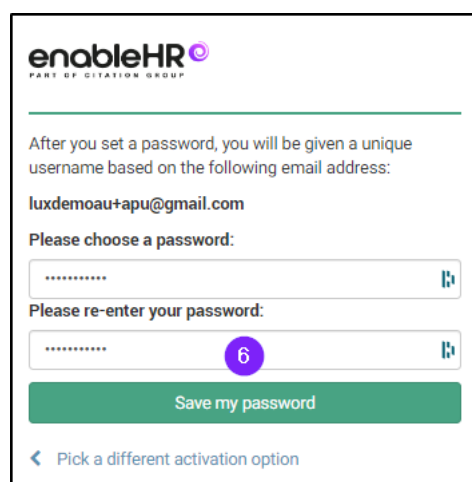 enableHR
PART OF CITATION GROUP
After you set a password, you will be given a unique
username based on the following email address:
luxdemoau+apu@gmail.com
Please choose a password:
•••••••••••
Please re-enter your password:
•••••••••••
6
Save my password
Pick a different activation option